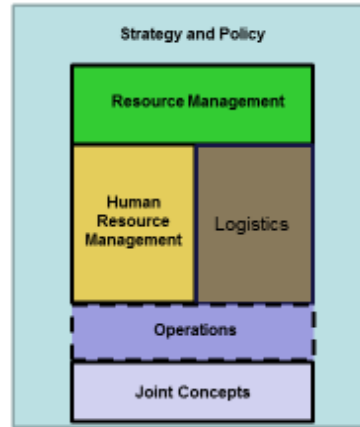 Strategy and Policy
Resource Management
Human
Resource
Management
Logistics
Operations
Joint Concepts